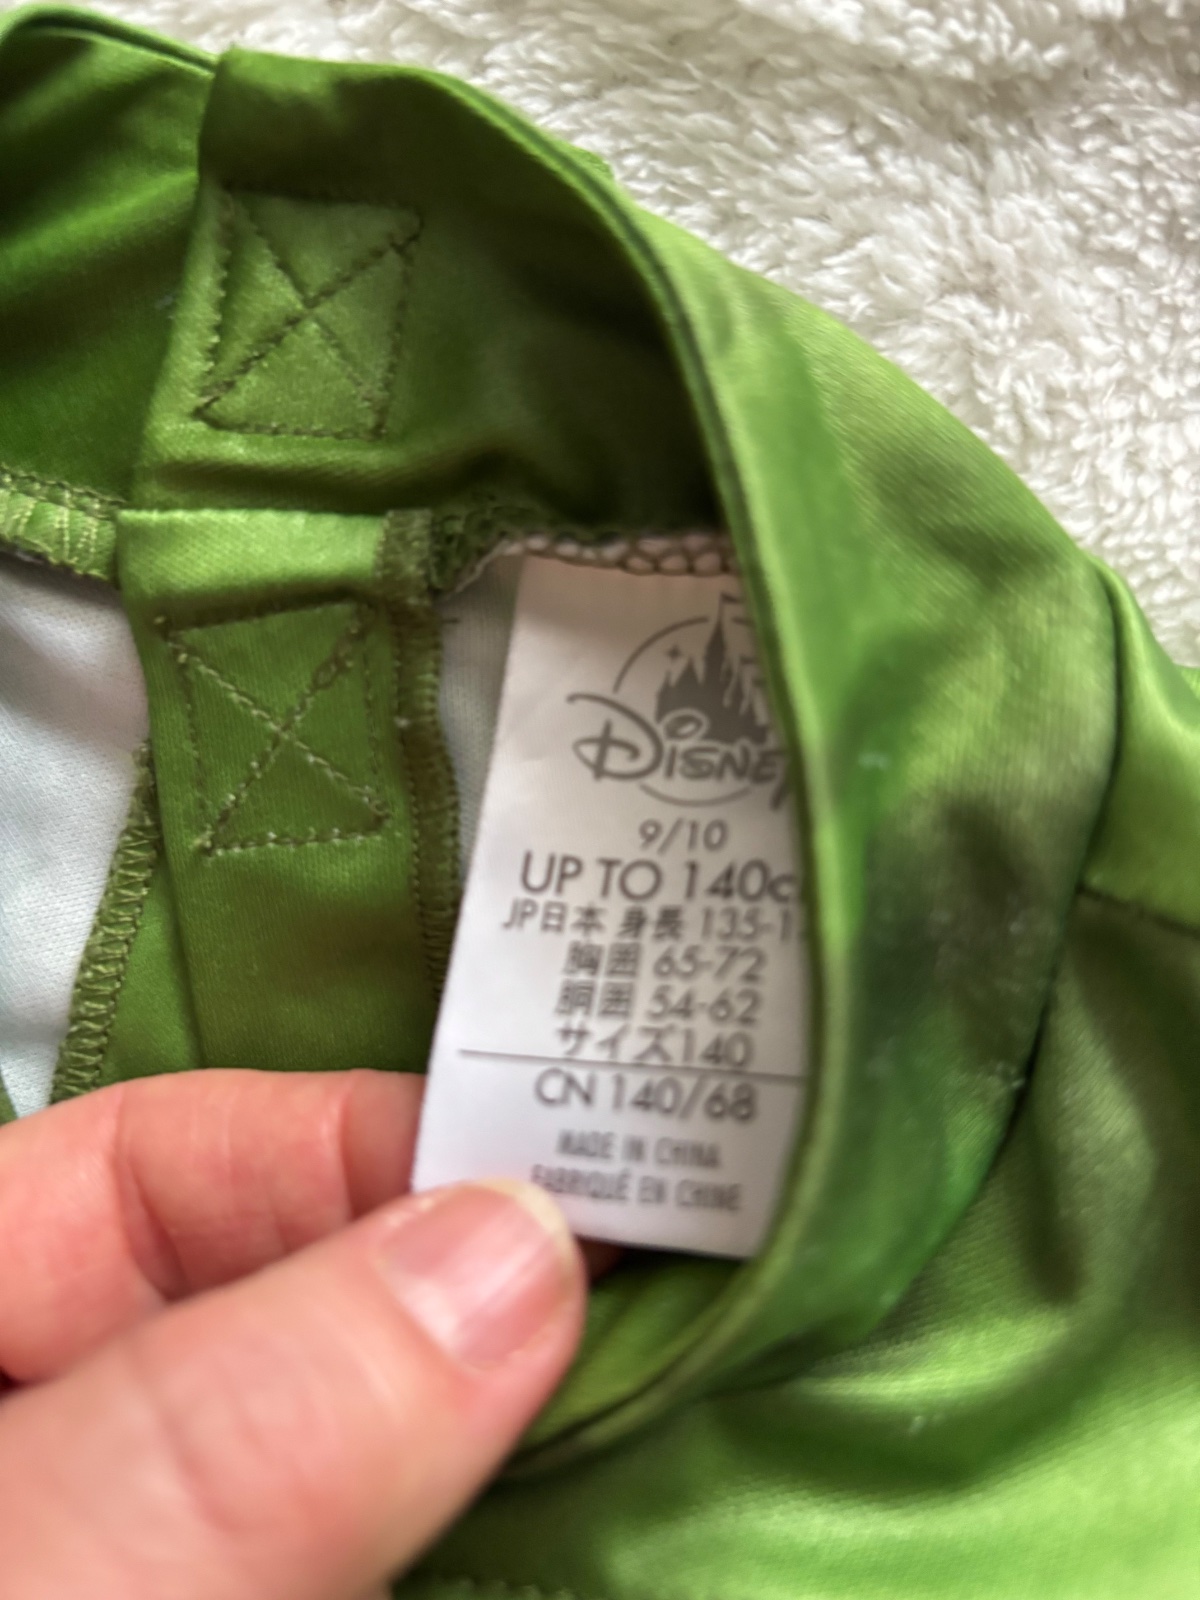 Disney
9/10
UP TO 140c
JP日本 身長 135-1
胸囲 65-72
胴囲 54-62
サイズ140
CN 140/68
MADE IN CHINA
FABRIQUÉ EN CHINE